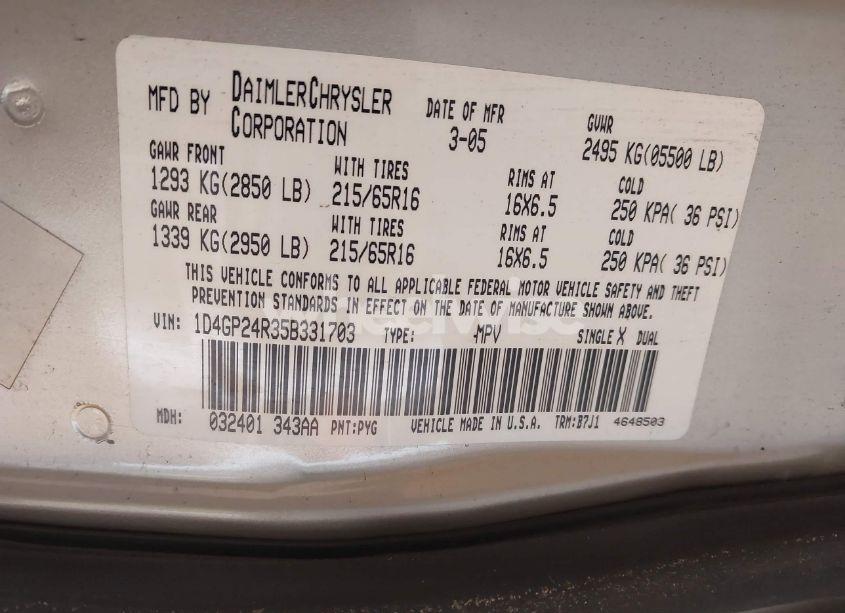 MFD BY DAIMLERCHRYSLER CORPORATION DATE OF MFR 3-05 GVWR 2495 KG(05500 LB)
GAWR FRONT WITH TIRES RIMS AT COLD
1293 KG(2850 LB) 215/65R16 16X6.5 250 KPA( 36 PSI)
GAWR REAR WITH TIRES RIMS AT COLD
1339 KG(2950 LB) 215/65R16 16X6.5 250 KPA( 36 PSI)
THIS VEHICLE CONFORMS TO ALL APPLICABLE FEDERAL MOTOR VEHICLE SAFETY AND THEFT
PREVENTION STANDARDS IN EFFECT ON THE DATE OF MANUFACTURE SHOWN ABOVE.
VIN: 1D4GP24R35B331703 TYPE: MPV SINGLE X DUAL
MDH: 032401 343AA PNT:PYG VEHICLE MADE IN U.S.A. TRM:B7J1 4648503